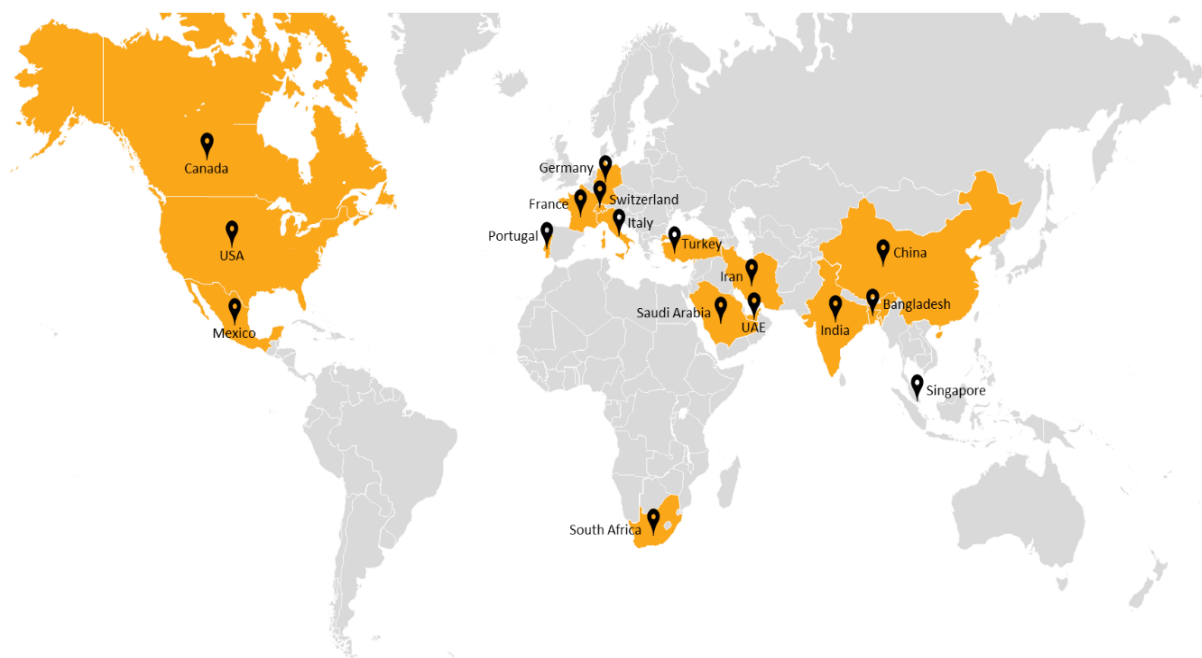 Canada
USA
Mexico
Germany
Switzerland
France
Italy
Portugal
Turkey
Iran
Saudi Arabia
UAE
China
Bangladesh
India
Singapore
South Africa